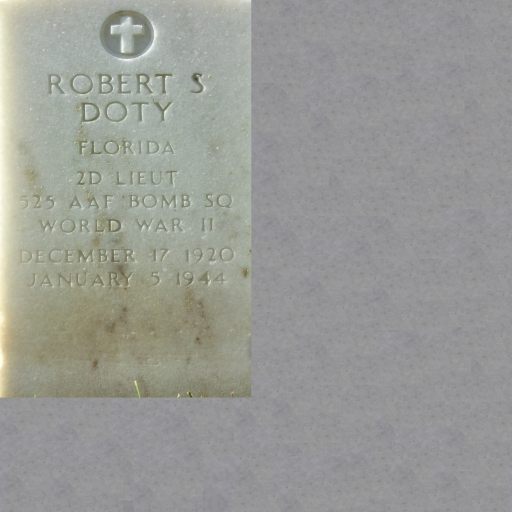 ROBERT S
DOTY
FLORIDA
2D LIEUT
525 AAF BOMB SQ
WORLD WAR II
DECEMBER 17 1920
JANUARY 5 1944